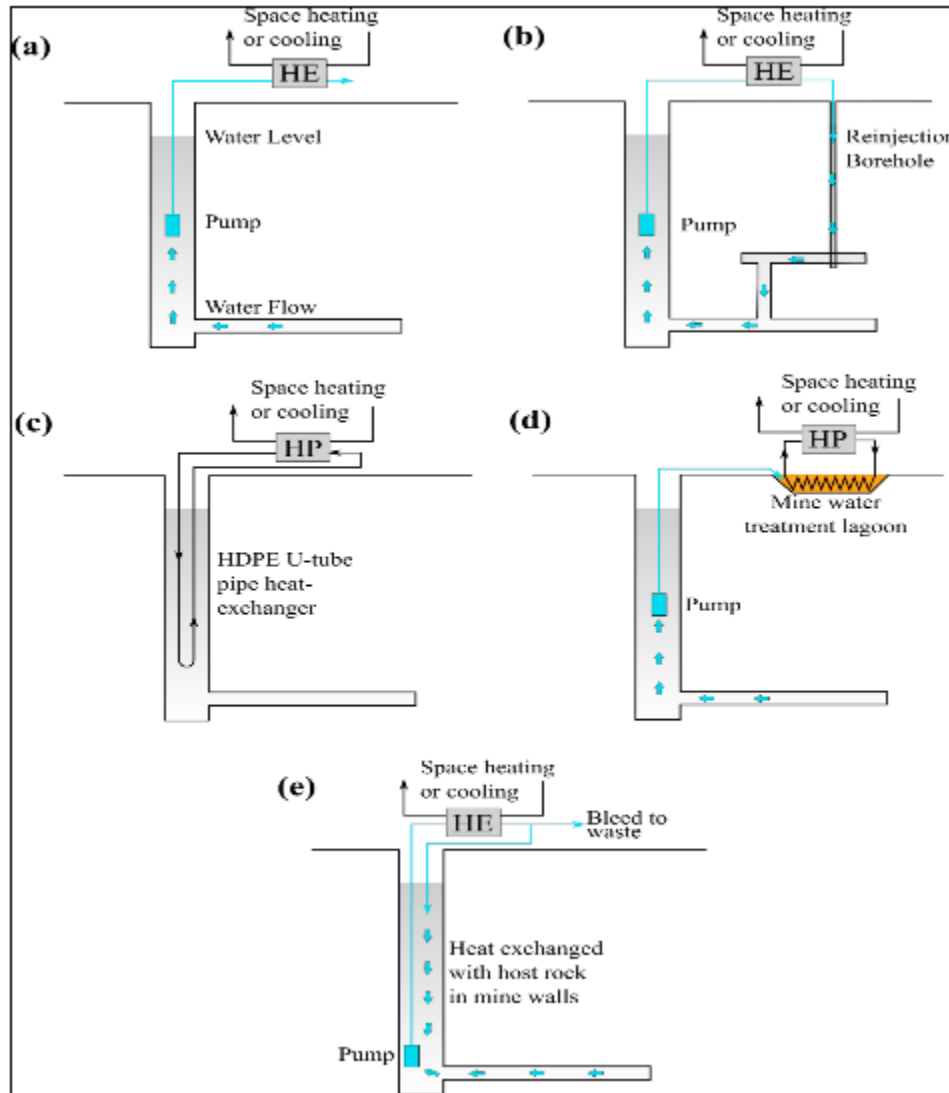 (a)
Space heating
or cooling
HE
Water Level
Pump
Water Flow
(b)
Space heating
or cooling
HE
Reinjection
Borehole
Pump
(c)
Space heating
or cooling
HP
HDPE U-tube
pipe heat-
exchanger
(d)
Space heating
or cooling
HP
Mine water
treatment lagoon
Pump
(e)
Space heating
or cooling
HE
Bleed to
waste
Heat exchanged
with host rock
in mine walls
Pump